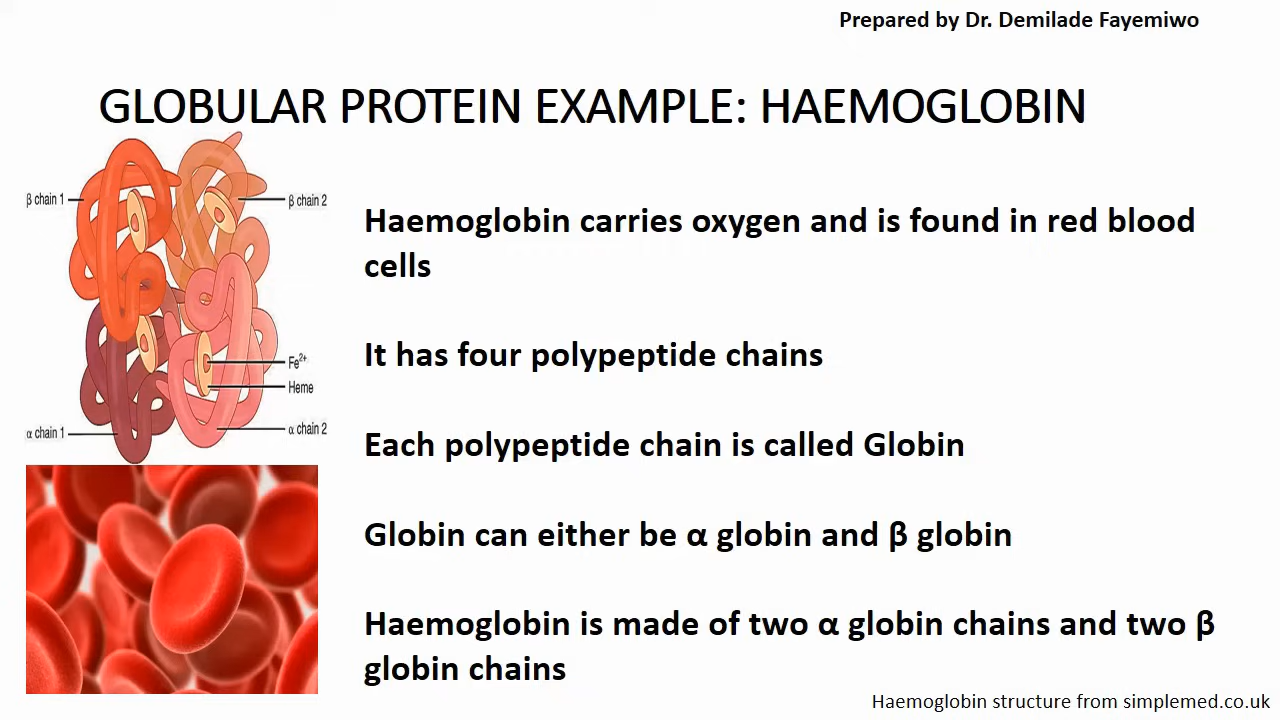 Prepared by Dr. Demilade Fayemiwo
GLOBULAR PROTEIN EXAMPLE: HAEMOGLOBIN
β chain 1
β chain 2
Fe²⁺
Heme
α chain 1
α chain 2
Haemoglobin carries oxygen and is found in red blood
cells
It has four polypeptide chains
Each polypeptide chain is called Globin
Globin can either be α globin and β globin
Haemoglobin is made of two α globin chains and two β
globin chains
Haemoglobin structure from simplemed.co.uk